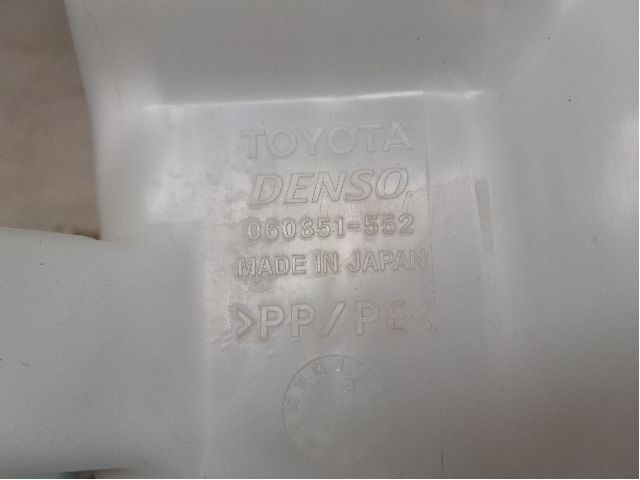 TOYOTA
DENSO
060851-552
MADE IN JAPAN
>PP/PE<